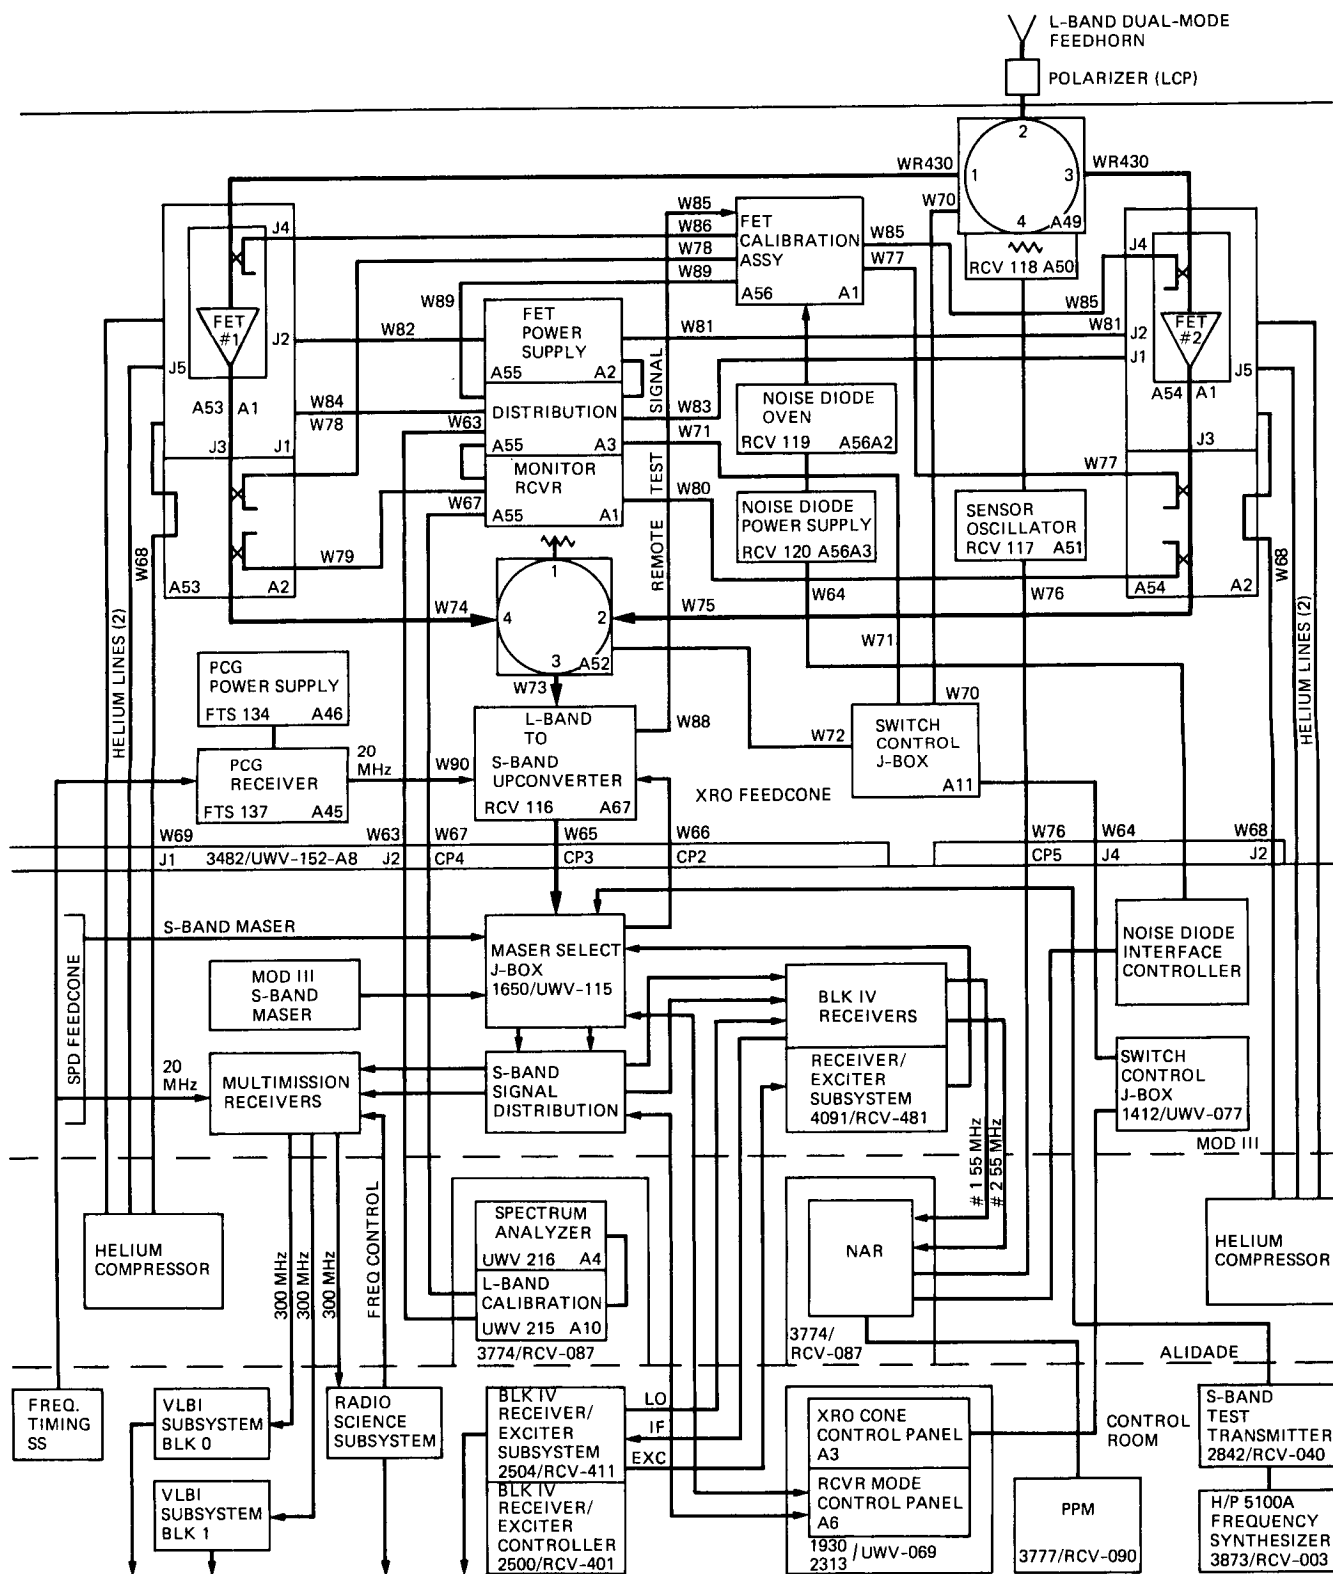 L-BAND DUAL-MODE
FEEDHORN
POLARIZER (LCP)
2
1
3
4
A49
WR430
WR430
W70
RCV 118 A50
W85
W86
W78
W89
FET
CALIBRATION
ASSY
A56
A1
W85
W77
J4
FET
#1
J2
J5
A53
A1
J3
J1
A53
A2
W89
W82
W84
W78
FET
POWER
SUPPLY
A55
A2
DISTRIBUTION
A55
A3
MONITOR
RCVR
A55
A1
W63
W67
W79
W81
W83
W71
W80
REMOTE TEST SIGNAL
NOISE DIODE
OVEN
RCV 119
A56A2
NOISE DIODE
POWER SUPPLY
RCV 120 A56A3
SENSOR
OSCILLATOR
RCV 117
A51
J4
W85
W81
J2
J1
FET
#2
J5
A54
A1
J3
W77
A54
A2
W68
W68
HELIUM LINES (2)
HELIUM LINES (2)
1
4
2
3
A52
W74
W75
W73
W64
W76
W71
W70
PCG
POWER SUPPLY
FTS 134
A46
PCG
RECEIVER
FTS 137
A45
20
MHz
W90
L-BAND
TO
S-BAND
UPCONVERTER
RCV 116
A67
W88
W72
SWITCH
CONTROL
J-BOX
A11
XRO FEEDCONE
W69
W63
W67
W65
W66
W76
W64
W68
J1
3482/UWV-152-A8
J2
CP4
CP3
CP2
CP5
J4
J2
SPD FEEDCONE
S-BAND MASER
MOD III
S-BAND
MASER
MASER SELECT
J-BOX
1650/UWV-115
BLK IV
RECEIVERS
RECEIVER/
EXCITER
SUBSYSTEM
4091/RCV-481
NOISE DIODE
INTERFACE
CONTROLLER
20
MHz
MULTIMISSION
RECEIVERS
S-BAND
SIGNAL
DISTRIBUTION
SWITCH
CONTROL
J-BOX
1412/UWV-077
MOD III
#1 55 MHz
#2 55 MHz
HELIUM
COMPRESSOR
300 MHz
300 MHz
300 MHz
FREQ CONTROL
SPECTRUM
ANALYZER
UWV 216
A4
L-BAND
CALIBRATION
UWV 215
A10
3774/RCV-087
NAR
3774/
RCV-087
HELIUM
COMPRESSOR
ALIDADE
FREQ.
TIMING
SS
VLBI
SUBSYSTEM
BLK 0
VLBI
SUBSYSTEM
BLK 1
RADIO
SCIENCE
SUBSYSTEM
BLK IV
RECEIVER/
EXCITER
SUBSYSTEM
2504/RCV-411
BLK IV
RECEIVER/
EXCITER
CONTROLLER
2500/RCV-401
LO
IF
EXC
XRO CONE
CONTROL PANEL
A3
RCVR MODE
CONTROL PANEL
A6
1930
2313
/UWV-069
CONTROL
ROOM
PPM
3777/RCV-090
S-BAND
TEST
TRANSMITTER
2842/RCV-040
H/P 5100A
FREQUENCY
SYNTHESIZER
3873/RCV-003